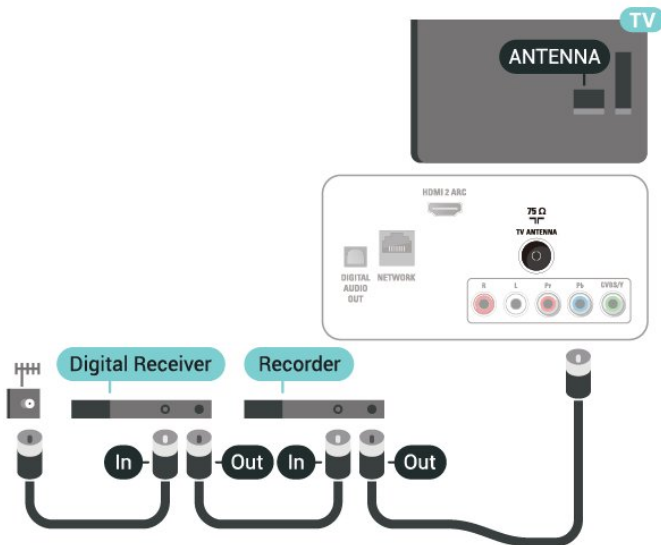 TV
ANTENNA
HDMI 2 ARC
75 Ω
TV ANTENNA
DIGITAL
AUDIO
OUT
NETWORK
R L Pr Pb CVBS/Y
Digital Receiver
Recorder
In
Out
In
Out